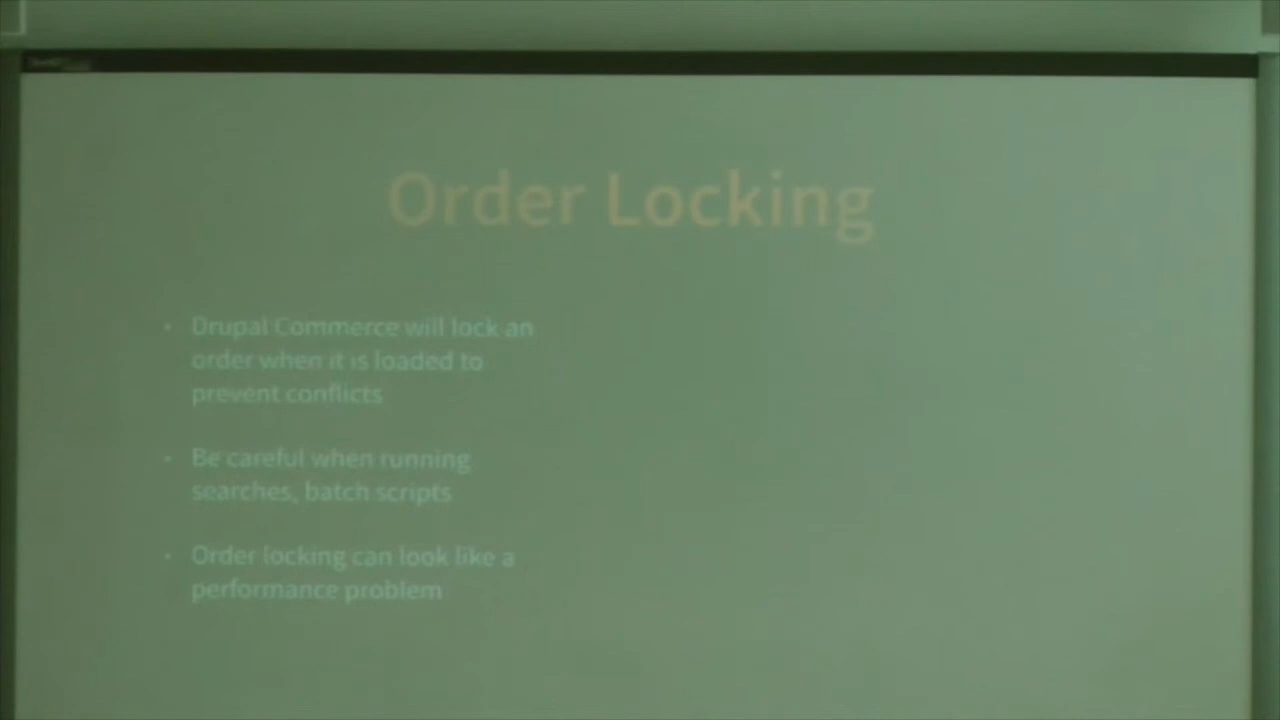 Order Locking
• Drupal Commerce will lock an
order when it is loaded to
prevent conflicts
• Be careful when running
searches, batch scripts
• Order locking can look like a
performance problem